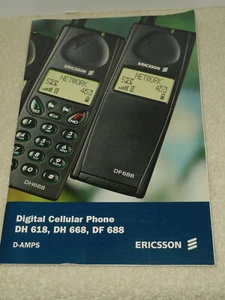 ERICSSON
NETWORK
DH668
ERICSSON
NETWORK
DF688
Digital Cellular Phone
DH 618, DH 668, DF 688
D-AMPS
ERICSSON